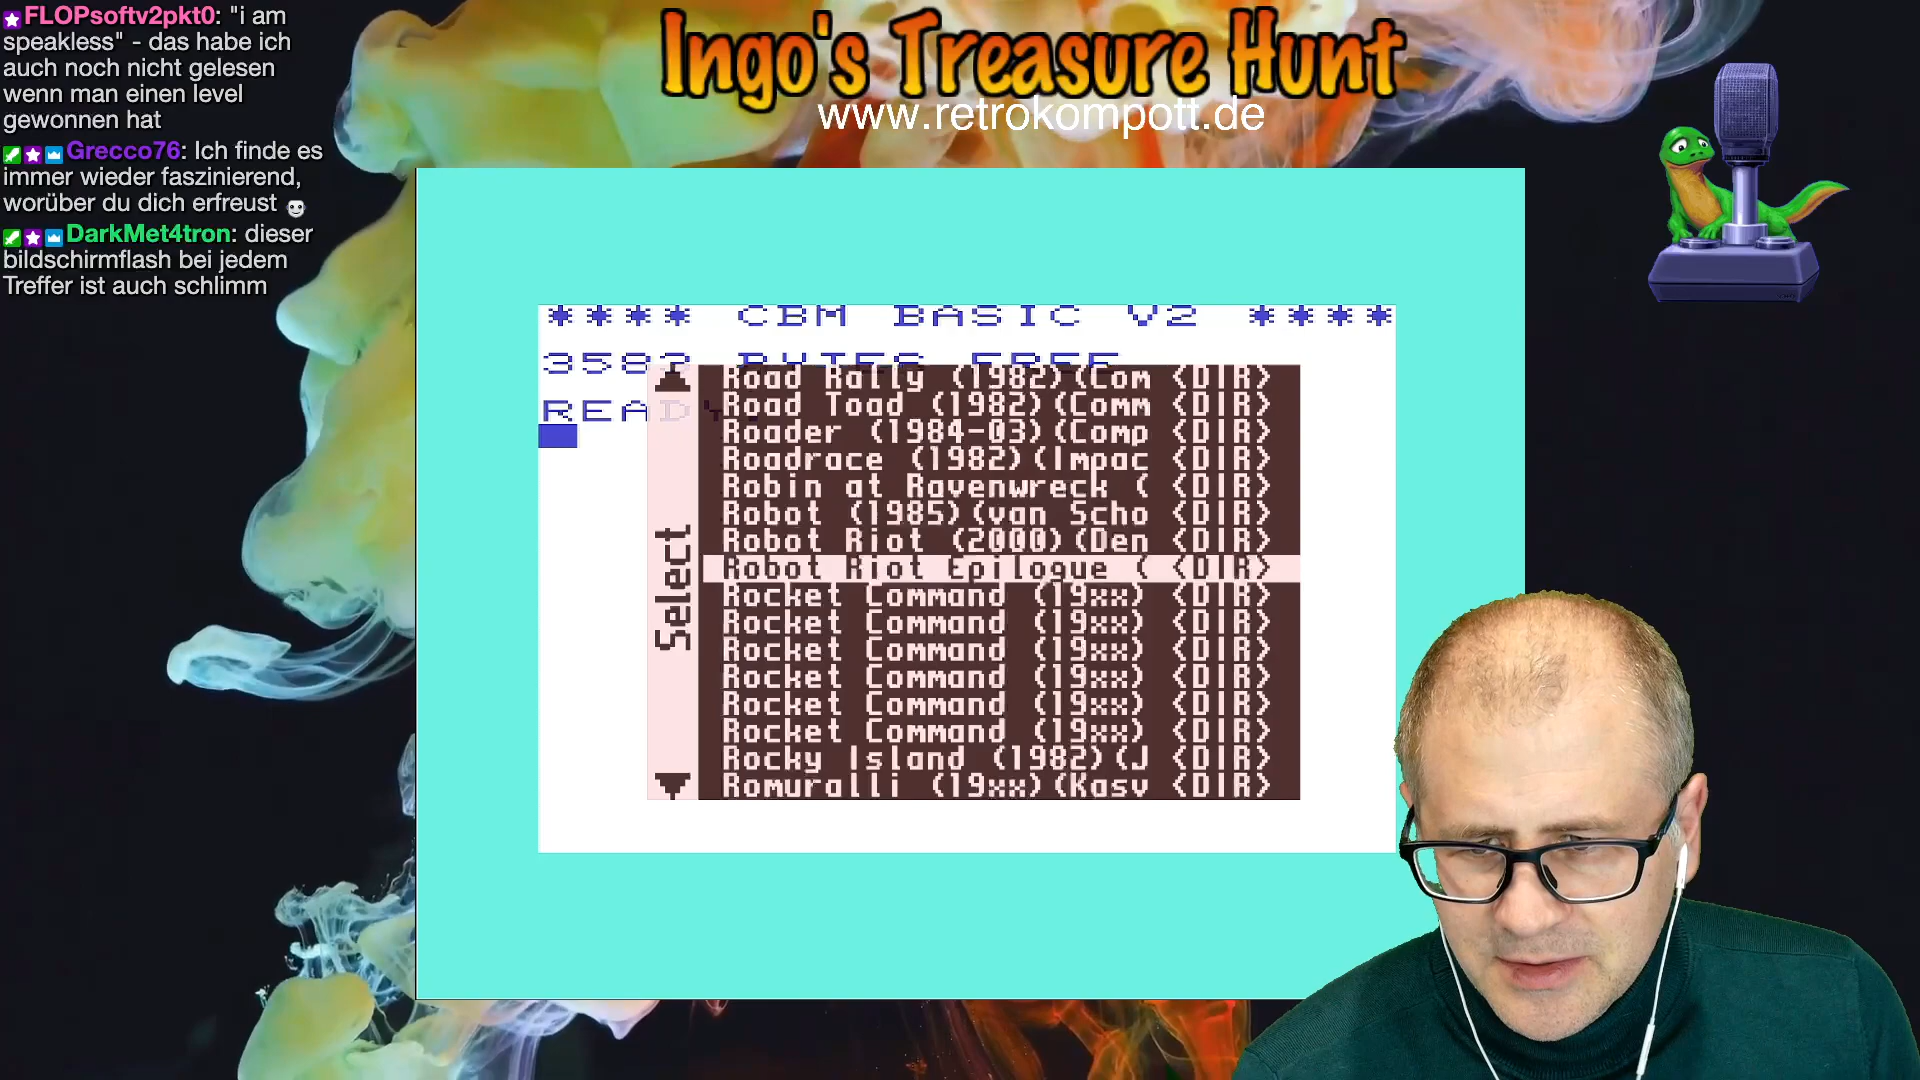 FLOPsoftv2pkt0: "i am
speakless" - das habe ich
auch noch nicht gelesen
wenn man einen level
gewonnen hat
Grecco76: Ich finde es
immer wieder faszinierend,
worüber du dich erfreust
DarkMet4tron: dieser
bildschirmflash bei jedem
Treffer ist auch schlimm
Ingo's Treasure Hunt
www.retrokompott.de
**** CBM BASIC V2 ****
3583 BYTES FREE
READY.
Select
Road Rally (1982)(Com <DIR>
Road Toad (1982)(Comm <DIR>
Roader (1984-03)(Comp <DIR>
Roadrace (1982)(Impac <DIR>
Robin at Ravenwreck ( <DIR>
Robot (1985)(van Scho <DIR>
Robot Riot (2000)(Den <DIR>
Robot Riot Epilogue ( <DIR>
Rocket Command (19xx) <DIR>
Rocket Command (19xx) <DIR>
Rocket Command (19xx) <DIR>
Rocket Command (19xx) <DIR>
Rocket Command (19xx) <DIR>
Rocket Command (19xx) <DIR>
Rocky Island (1982)(J <DIR>
Romuralli (19xx)(Kasv <DIR>